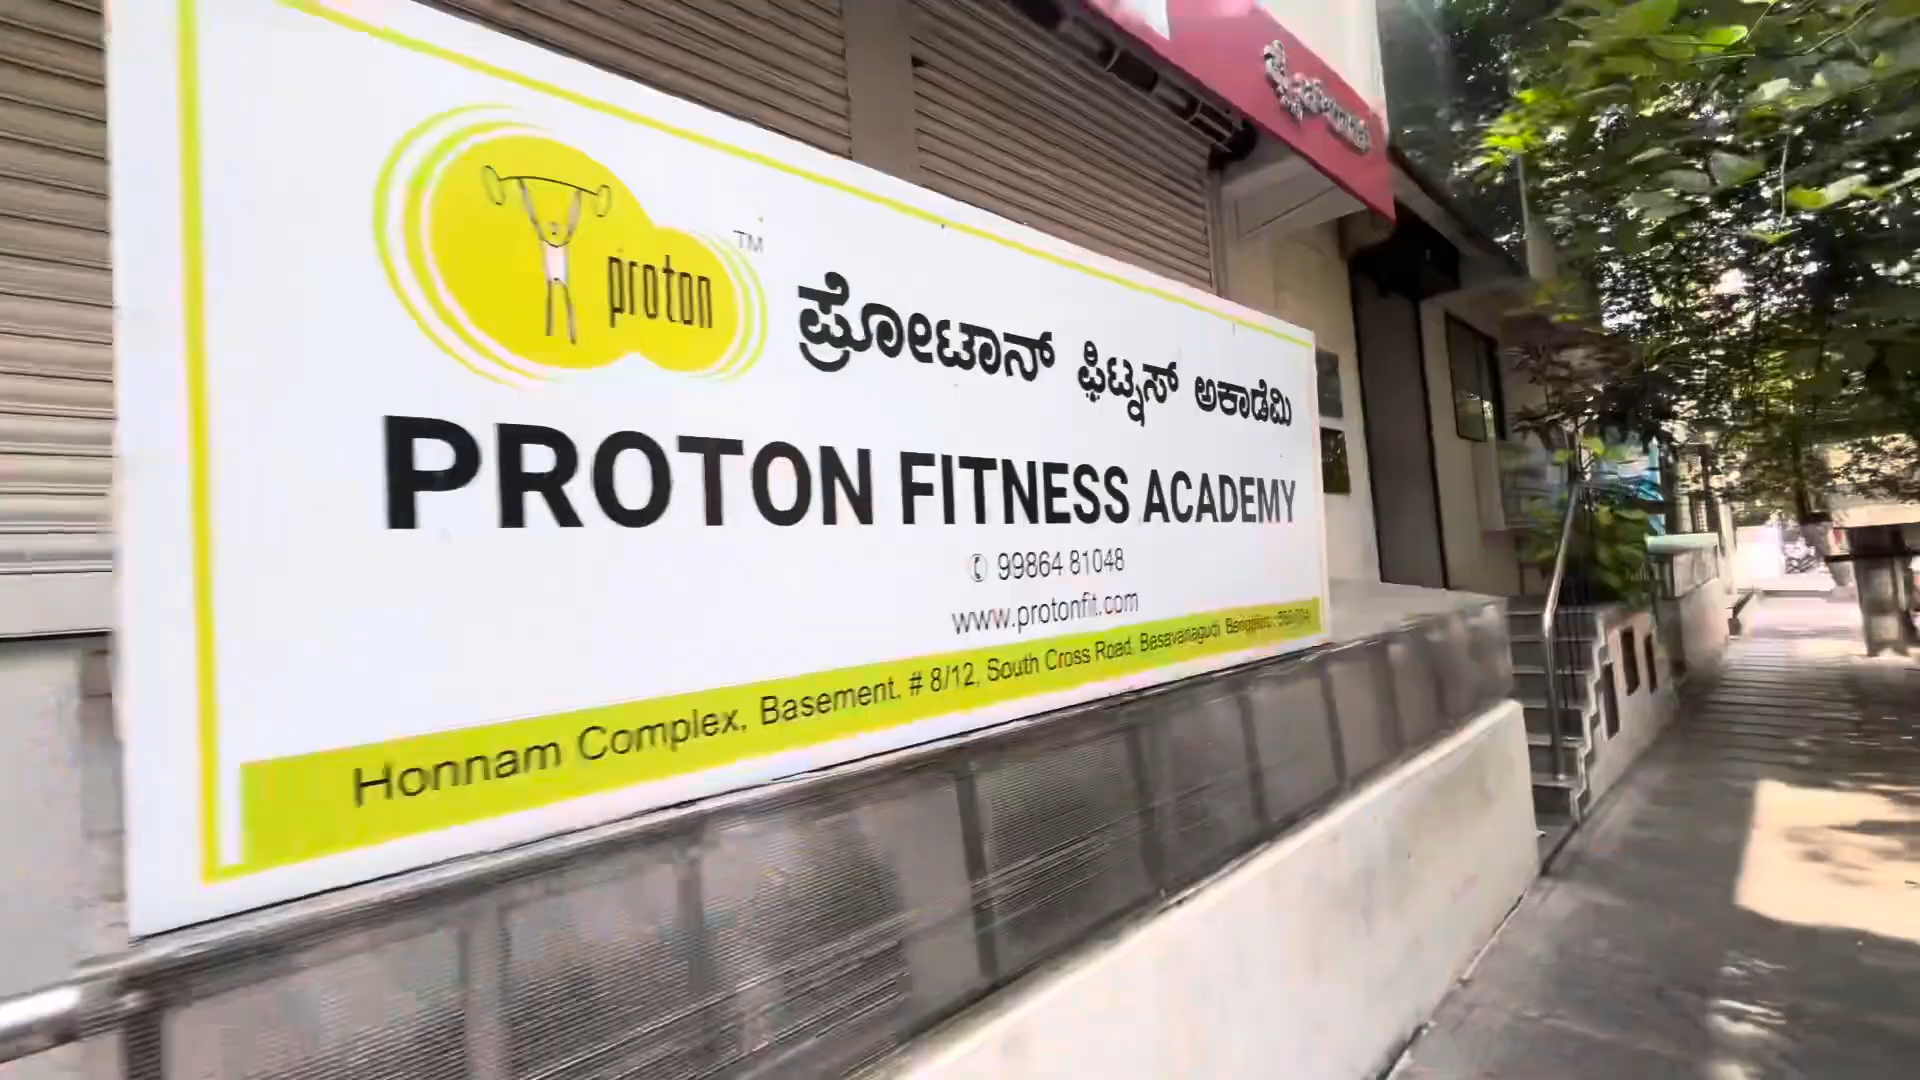 proton
TM
ಪ್ರೋಟಾನ್ ಫಿಟ್ನಸ್ ಅಕಾಡೆಮಿ
PROTON FITNESS ACADEMY
✆ 99864 81048
www.protonfit.com
Honnam Complex, Basement. # 8/12, South Cross Road, Basavanagudi